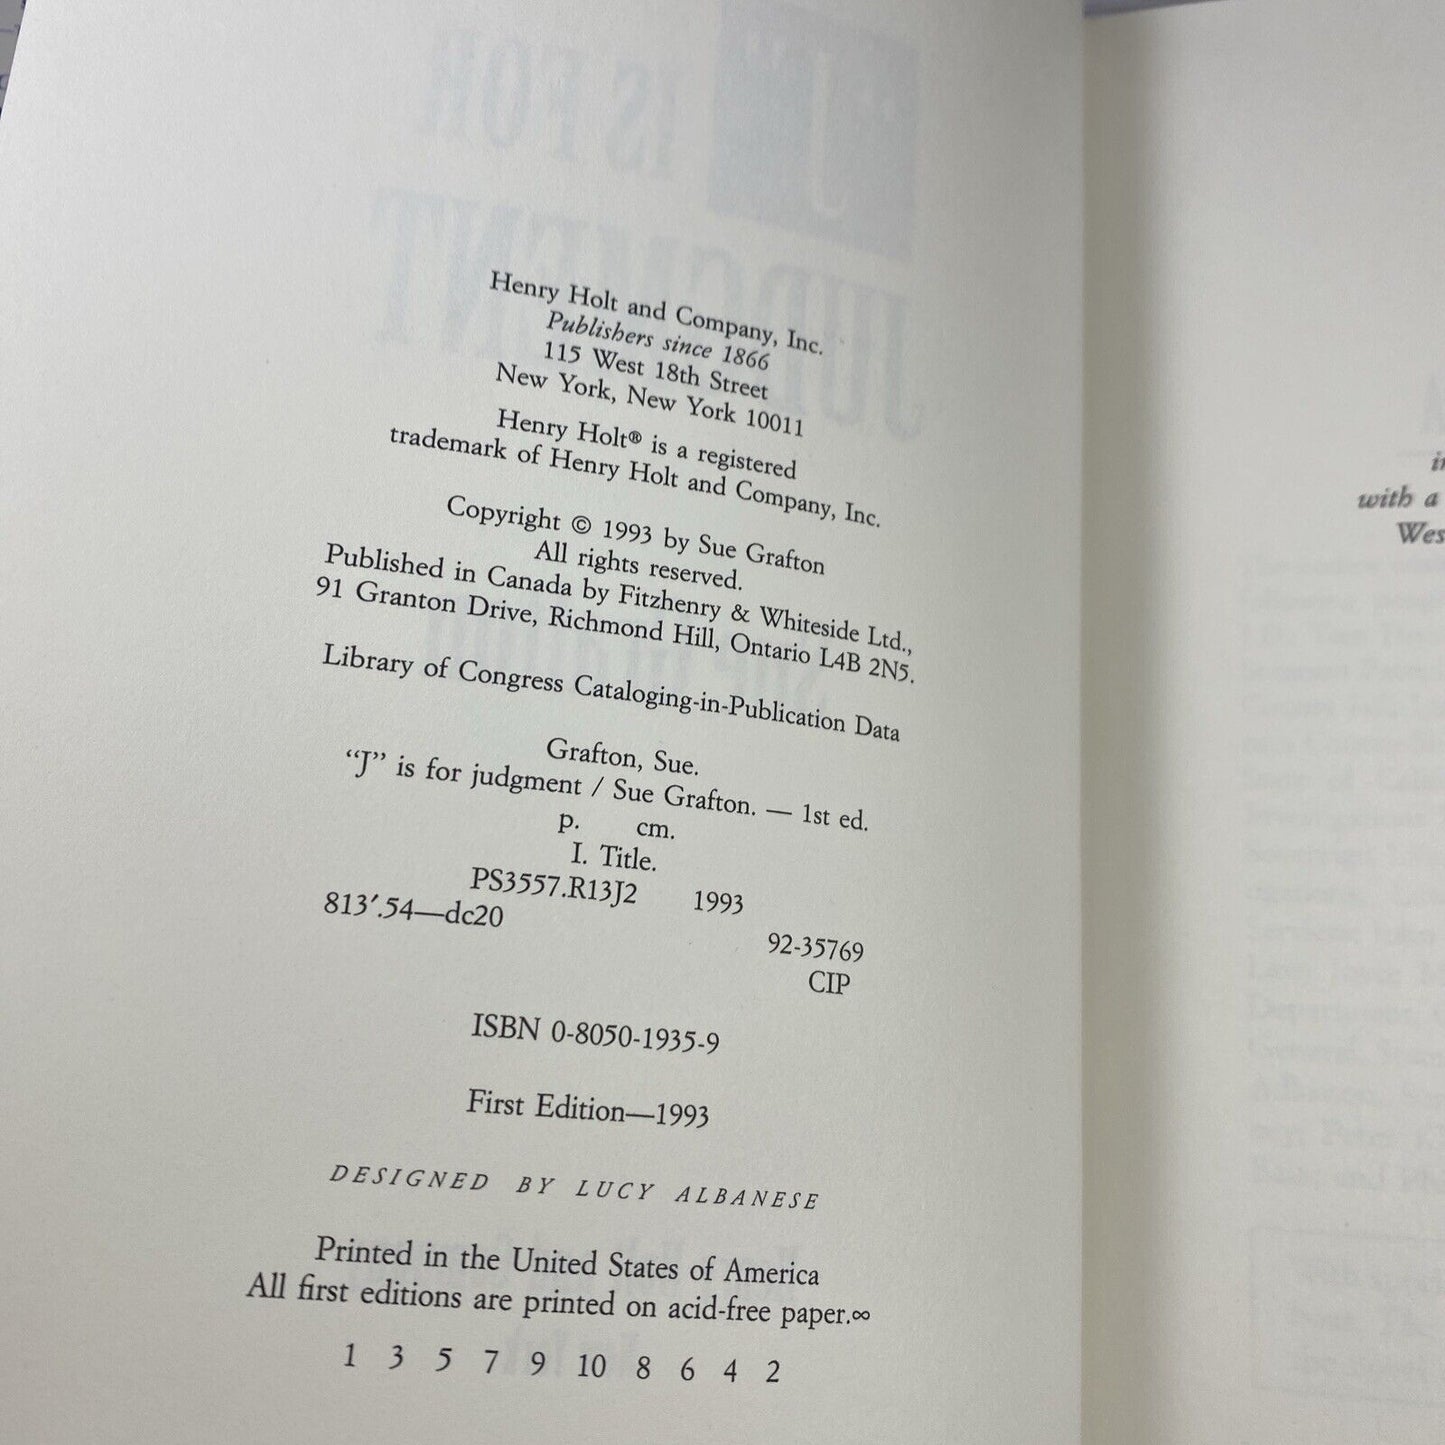 Henry Holt and Company, Inc.
Publishers since 1866
115 West 18th Street
New York, New York 10011
Henry Holt® is a registered
trademark of Henry Holt and Company, Inc.
Copyright © 1993 by Sue Grafton
All rights reserved.
Published in Canada by Fitzhenry & Whiteside Ltd.,
91 Granton Drive, Richmond Hill, Ontario L4B 2N5.
Library of Congress Cataloging-in-Publication Data
Grafton, Sue.
“J” is for judgment / Sue Grafton. — 1st ed.
p. cm.
I. Title.
PS3557.R13J2 1993
813′.54—dc20
92-35769
CIP
ISBN 0-8050-1935-9
First Edition—1993
DESIGNED BY LUCY ALBANESE
Printed in the United States of America
All first editions are printed on acid-free paper.∞
1 3 5 7 9 10 8 6 4 2
"J" IS FOR
JUDGMENT
with a
Wes